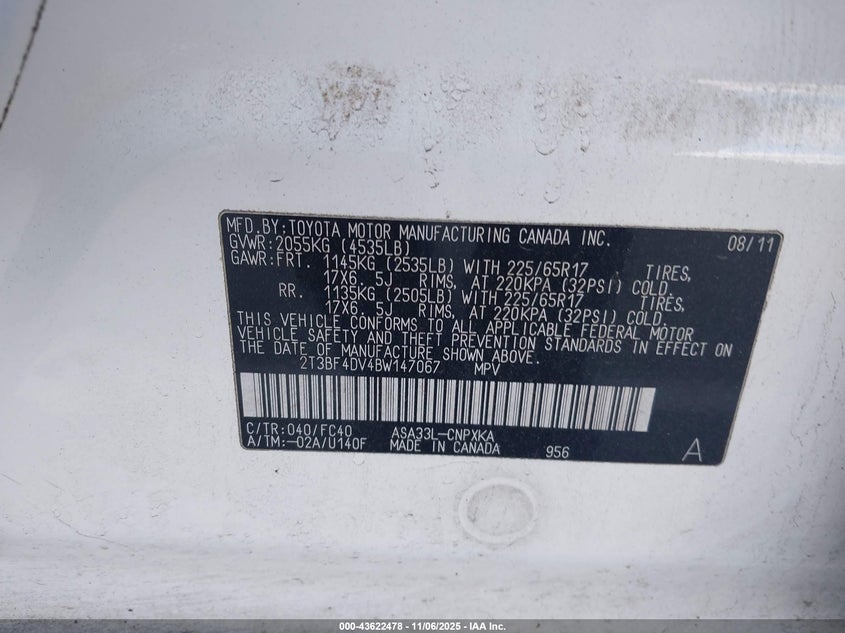 MFD.BY:TOYOTA MOTOR MANUFACTURING CANADA INC. 08/11
GVWR:2055KG (4535LB)
GAWR:FRT. 1145KG (2535LB) WITH 225/65R17 TIRES,
17X6. 5J RIMS, AT 220KPA (32PSI) COLD.
RR. 1135KG (2505LB) WITH 225/65R17 TIRES,
17X6. 5J RIMS, AT 220KPA (32PSI) COLD.
THIS VEHICLE CONFORMS TO ALL APPLICABLE FEDERAL MOTOR
VEHICLE SAFETY AND THEFT PREVENTION STANDARDS IN EFFECT ON
THE DATE OF MANUFACTURE SHOWN ABOVE.
2T3BF4DV4BW147067 MPV
C/TR:040/FC40 ASA33L-CNPXKA
A/TM:-02A/U140F MADE IN CANADA 956 A
000-43622478 - 11/06/2025 - IAA Inc.